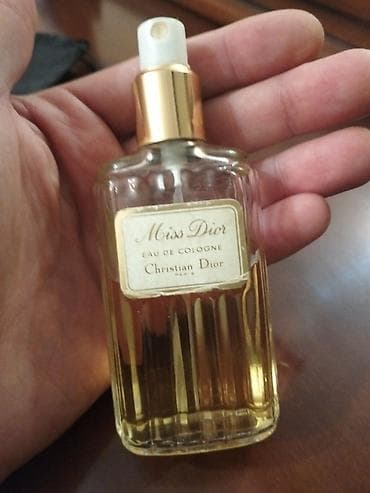 Miss Dior
EAU DE COLOGNE
Christian Dior
PARIS